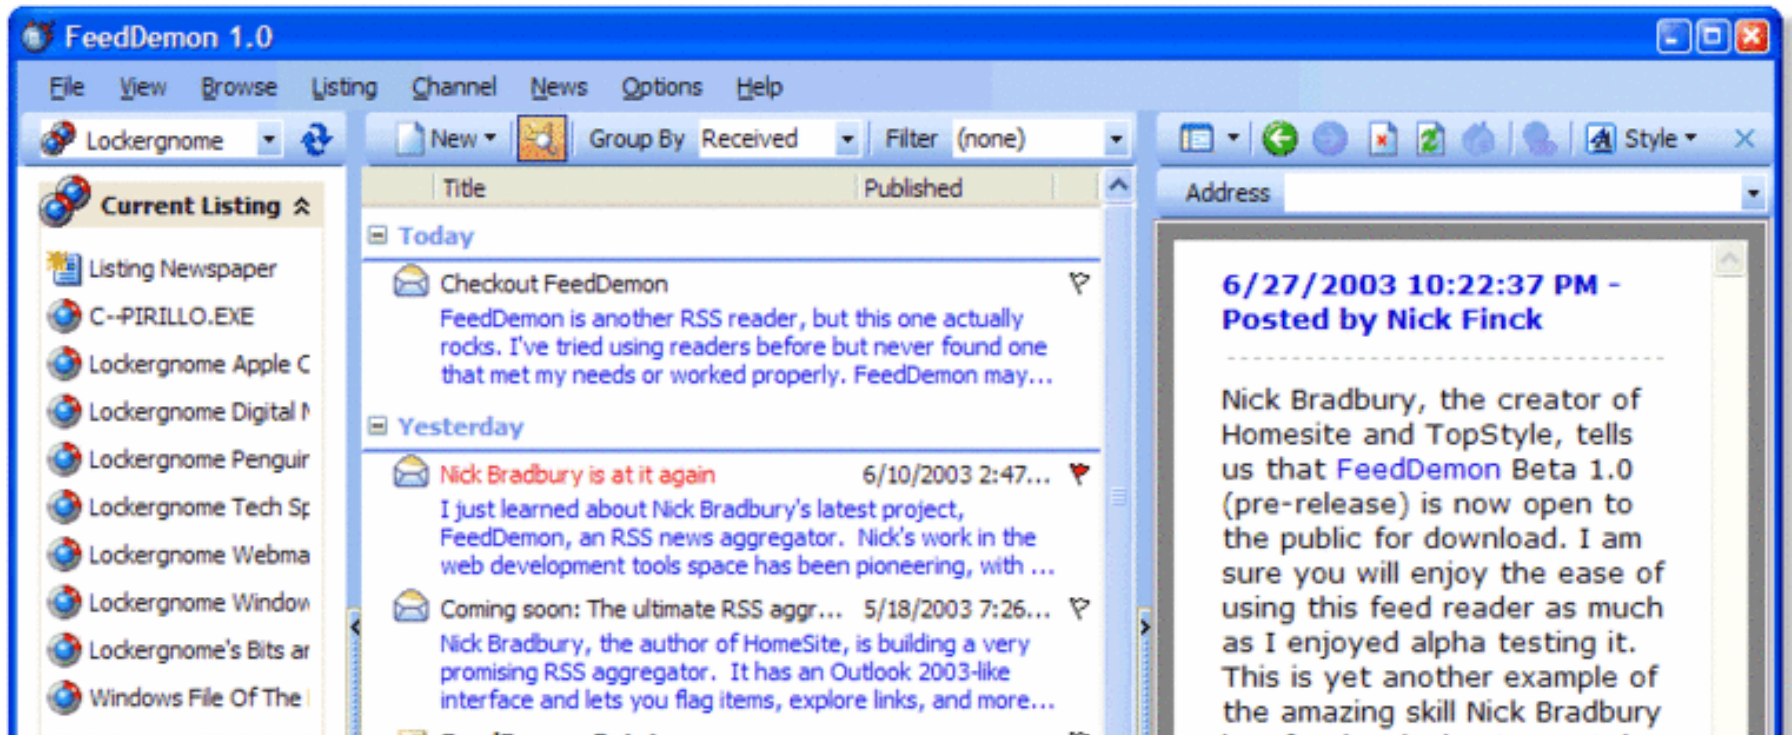 FeedDemon 1.0
File View Browse Listing Channel News Options Help
Lockergnome
New Group By Received Filter (none)
Style
Address
Current Listing
Listing Newspaper
C--PIRILLO.EXE
Lockergnome Apple C
Lockergnome Digital
Lockergnome Penguin
Lockergnome Tech Sp
Lockergnome Webma
Lockergnome Window
Lockergnome's Bits ar
Windows File Of The
Title Published
Today
Checkout FeedDemon
FeedDemon is another RSS reader, but this one actually
rocks. I've tried using readers before but never found one
that met my needs or worked properly. FeedDemon may...
Yesterday
Nick Bradbury is at it again 6/10/2003 2:47...
I just learned about Nick Bradbury's latest project,
FeedDemon, an RSS news aggregator. Nick's work in the
web development tools space has been pioneering, with ...
Coming soon: The ultimate RSS aggr... 5/18/2003 7:26...
Nick Bradbury, the author of HomeSite, is building a very
promising RSS aggregator. It has an Outlook 2003-like
interface and lets you flag items, explore links, and more...
6/27/2003 10:22:37 PM -
Posted by Nick Finck
Nick Bradbury, the creator of
Homesite and TopStyle, tells
us that FeedDemon Beta 1.0
(pre-release) is now open to
the public for download. I am
sure you will enjoy the ease of
using this feed reader as much
as I enjoyed alpha testing it.
This is yet another example of
the amazing skill Nick Bradbury